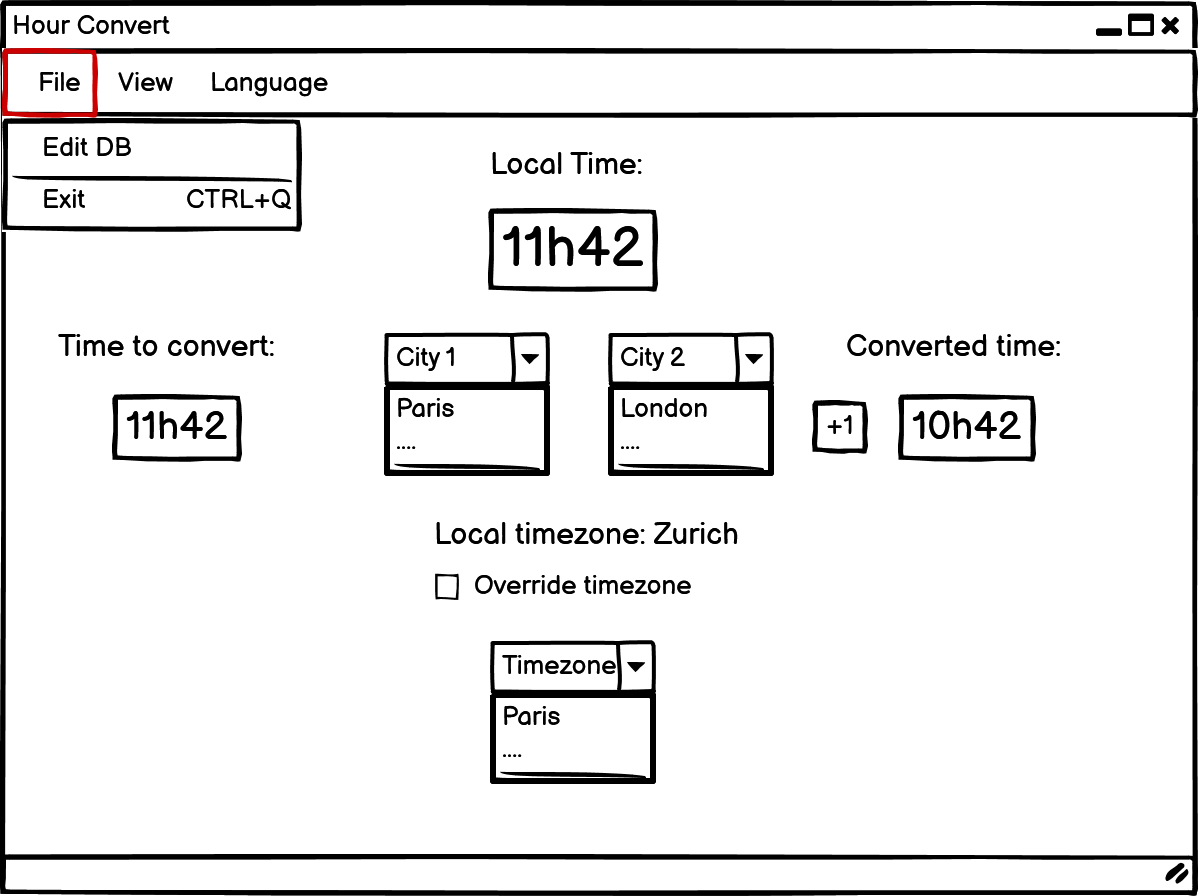 Hour Convert
File View Language
Edit DB
Exit CTRL+Q
Local Time:
11h42
Time to convert:
11h42
City 1
Paris
....
City 2
London
....
Converted time:
+1
10h42
Local timezone: Zurich
Override timezone
Timezone
Paris
....